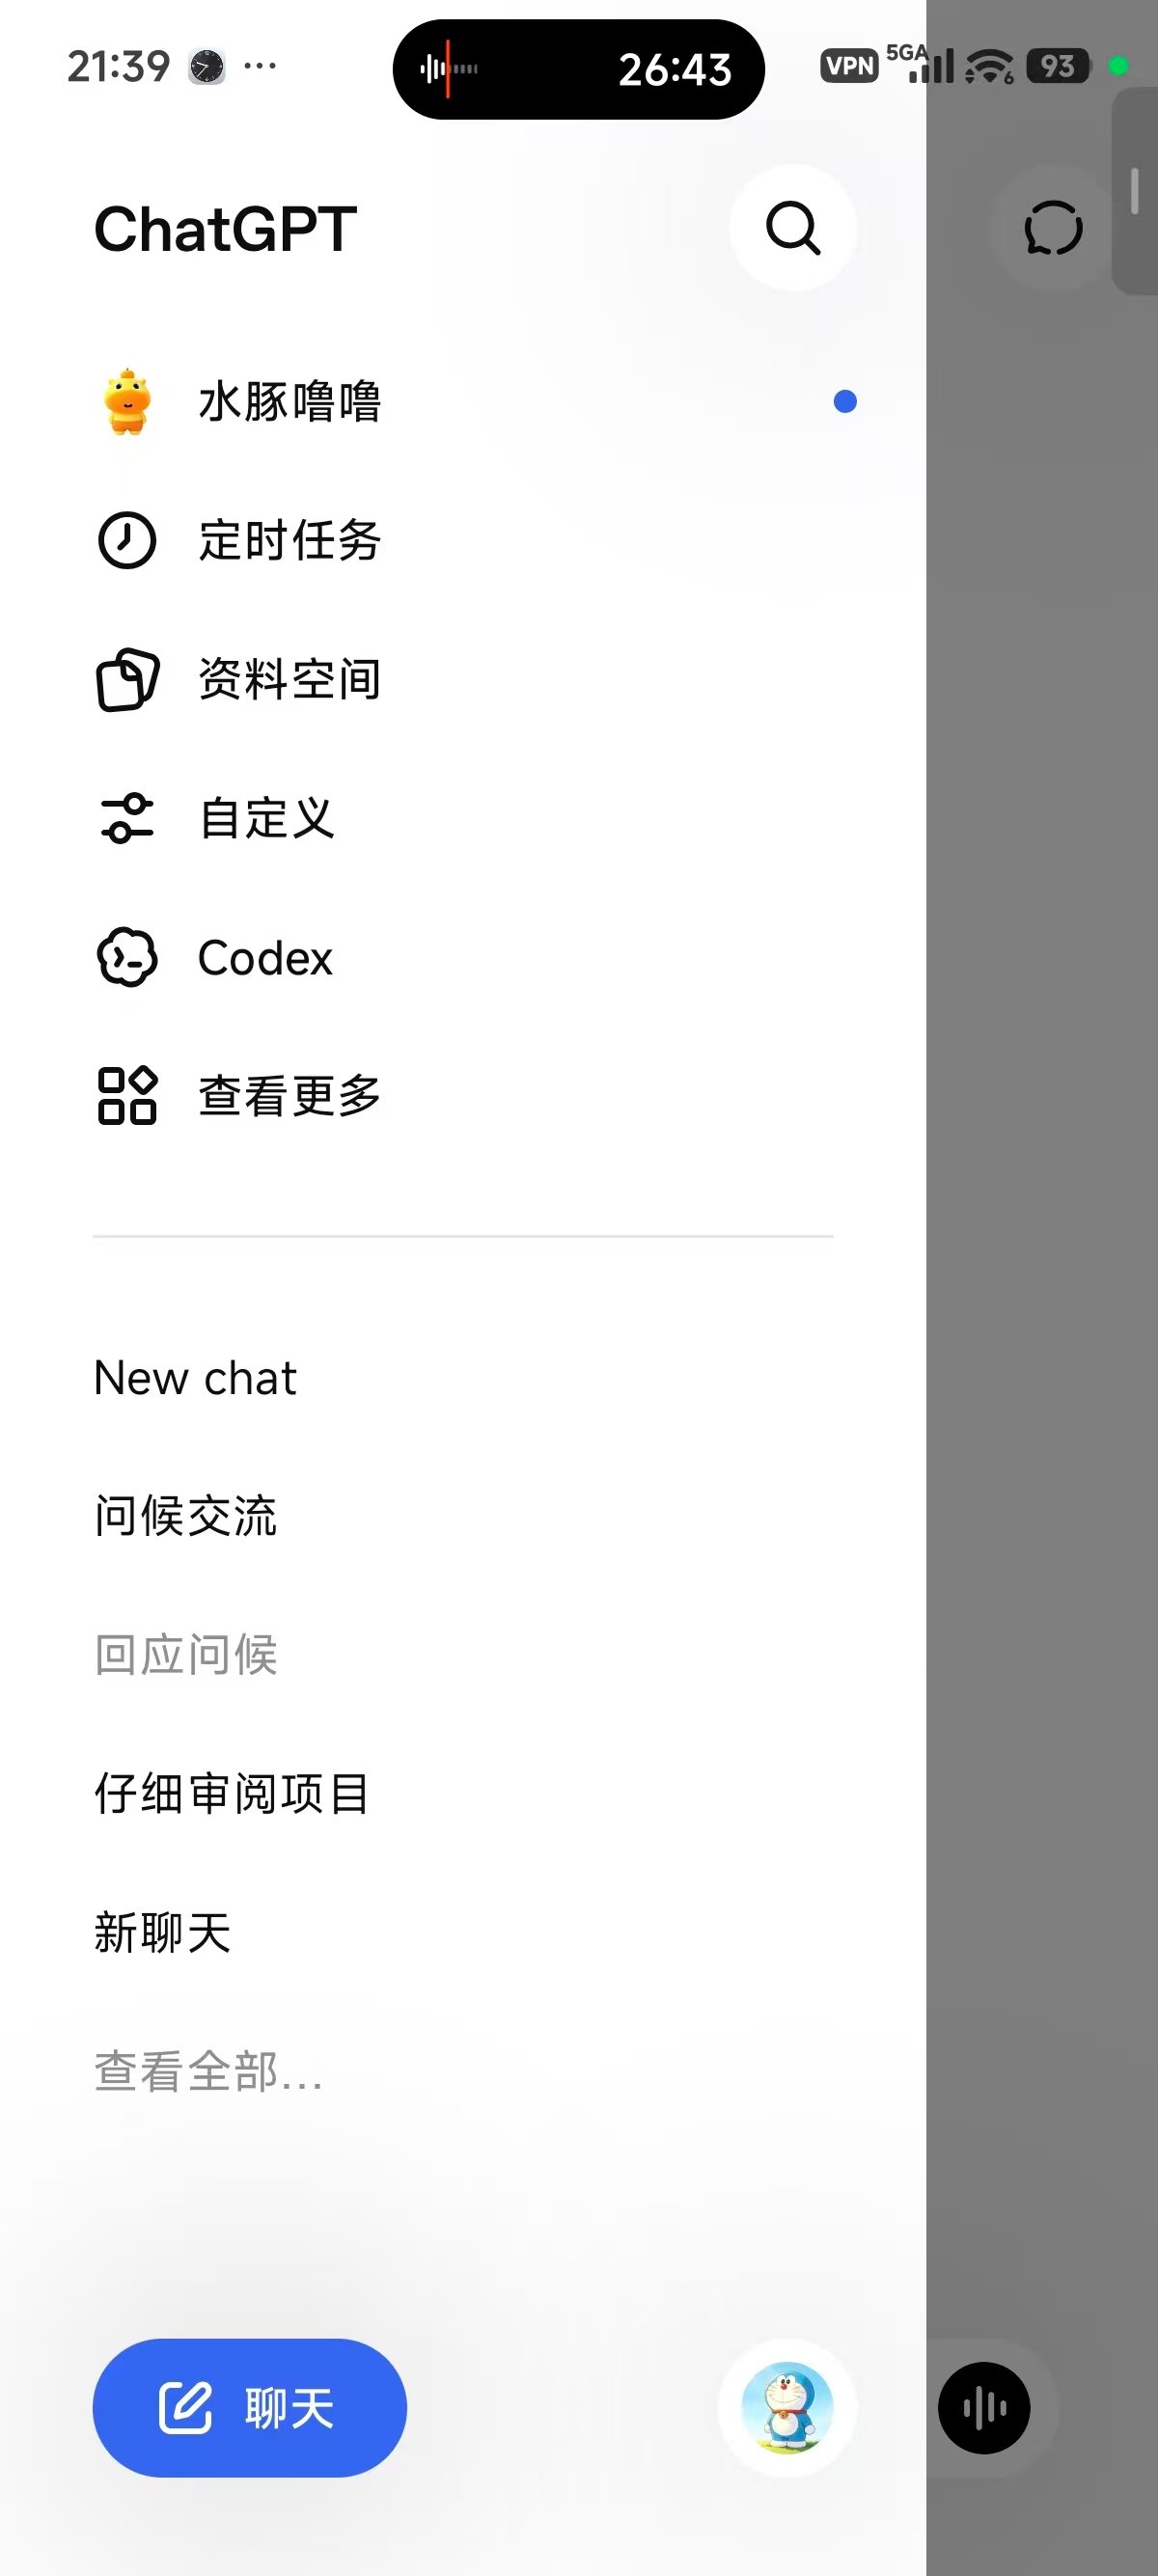 21:39
26:43
VPN
5GA
6
93
ChatGPT
水豚噜噜
定时任务
资料空间
自定义
Codex
查看更多
New chat
问候交流
回应问候
仔细审阅项目
新聊天
查看全部...
聊天